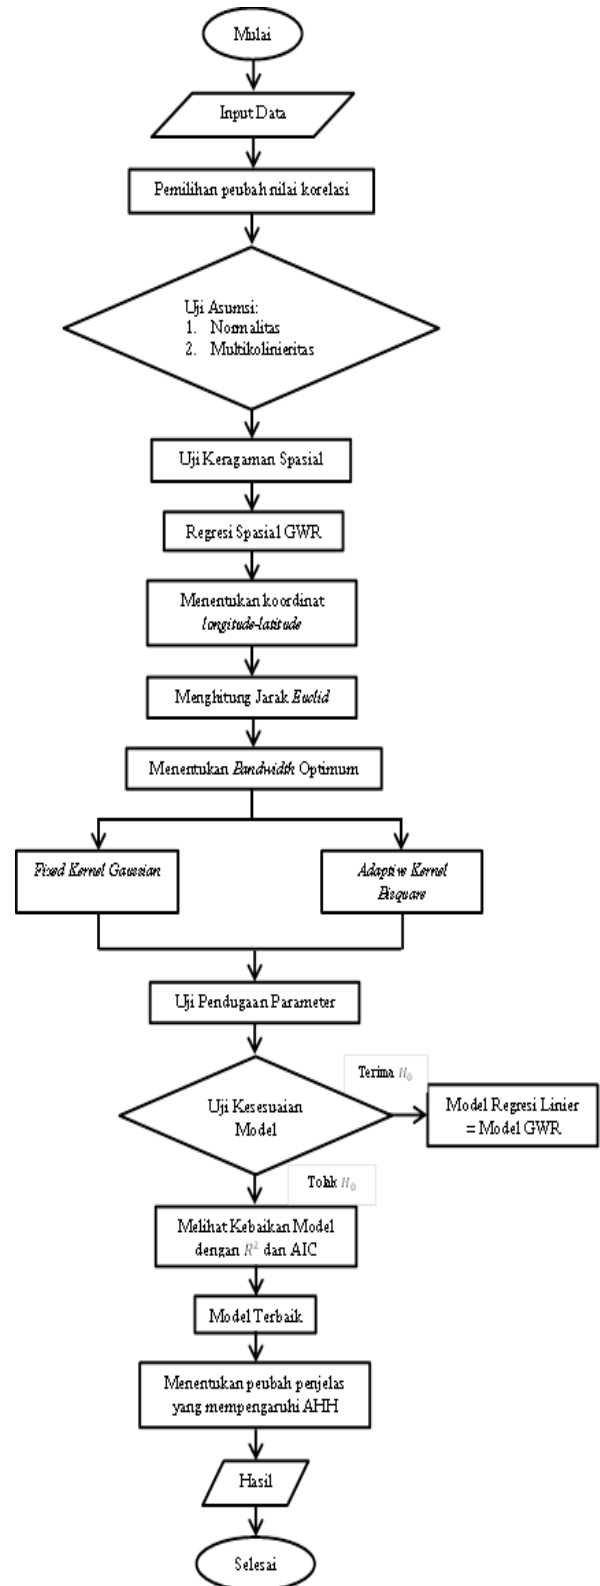 Mulai
Input Data
Pemilihan peubah nilai korelasi
Uji Asumsi:
1. Normalitas
2. Multikolinieritas
Uji Keragaman Spasial
Regresi Spasial GWR
Menentukan koordinat
longitude-latitude
Menghitung Jarak Euclid
Menentukan Bandwidth Optimum
Fixed Kernel Gaussian
Adaptive Kernel
Bisquare
Uji Pendugaan Parameter
Terima H₀
Uji Kesesuaian
Model
Model Regresi Linier
= Model GWR
Tolak H₀
Melihat Kebaikan Model
dengan R² dan AIC
Model Terbaik
Menentukan peubah penjelas
yang mempengaruhi AHH
Hasil
Selesai